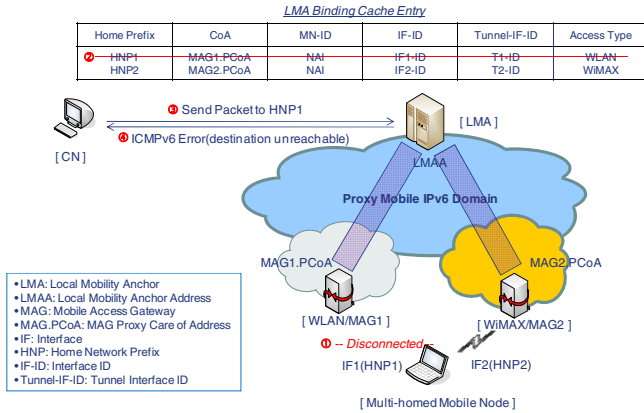 LMA Binding Cache Entry
Home Prefix CoA MN-ID IF-ID Tunnel-IF-ID Access Type
② HNP1 MAG1.PCoA NAI IF1-ID T1-ID WLAN
HNP2 MAG2.PCoA NAI IF2-ID T2-ID WiMAX
③ Send Packet to HNP1
[ LMA ]
④ ICMPv6 Error(destination unreachable)
[ CN ]
LMAA
Proxy Mobile IPv6 Domain
MAG1.PCoA
MAG2.PCoA
[ WLAN/MAG1 ]
[ WiMAX/MAG2 ]
① -- Disconnected --
IF1(HNP1)
IF2(HNP2)
[ Multi-homed Mobile Node ]
• LMA: Local Mobility Anchor
• LMAA: Local Mobility Anchor Address
• MAG: Mobile Access Gateway
• MAG.PCoA: MAG Proxy Care of Address
• IF: Interface
• HNP: Home Network Prefix
• IF-ID: Interface ID
• Tunnel-IF-ID: Tunnel Interface ID